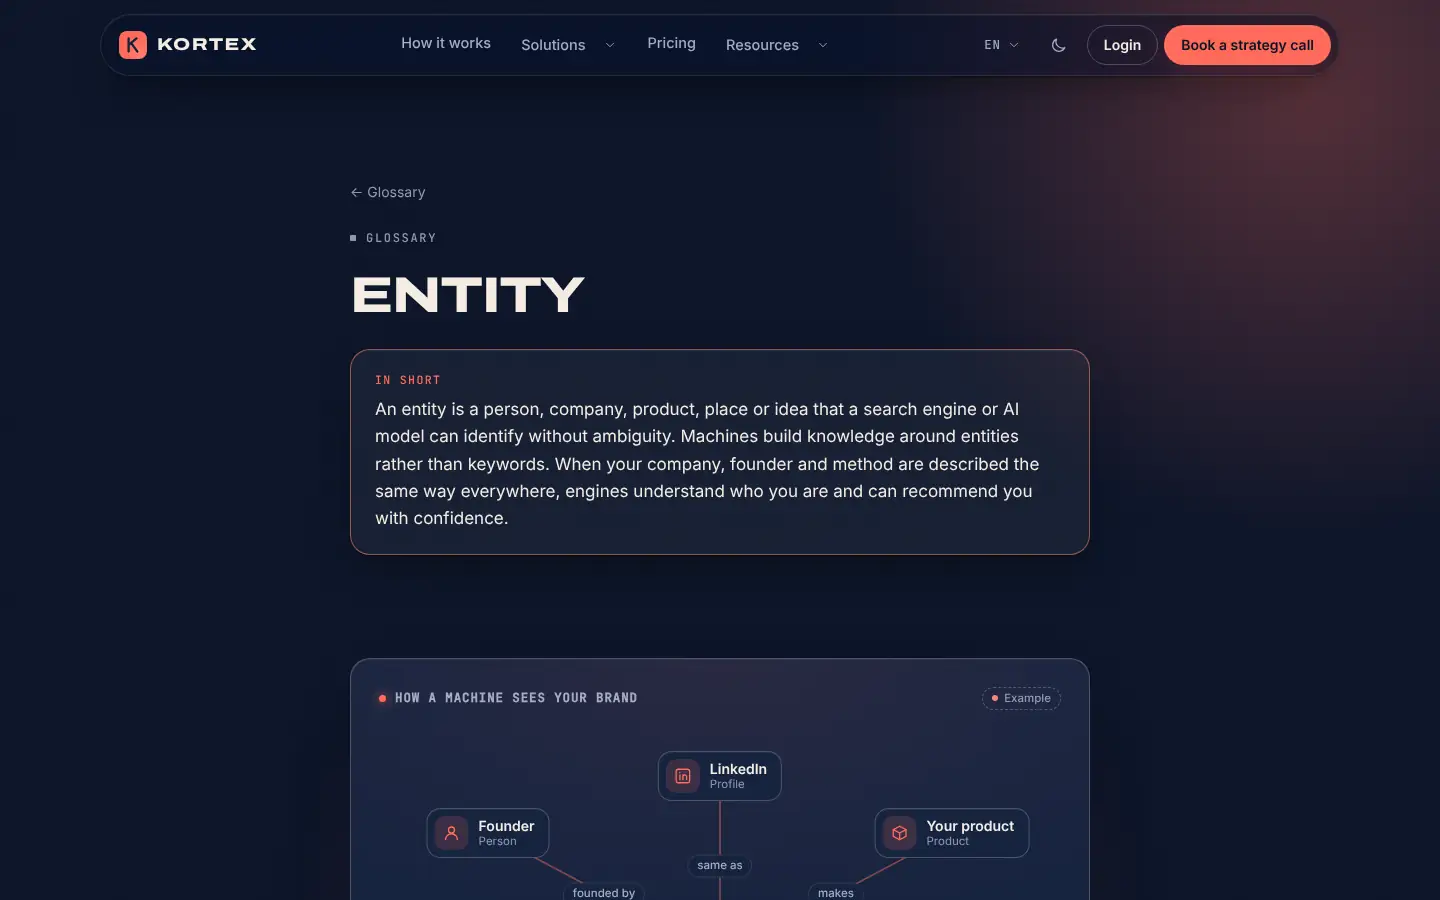 KORTEX
How it works
Solutions
Pricing
Resources
EN
Login
Book a strategy call
← Glossary
GLOSSARY
ENTITY
IN SHORT
An entity is a person, company, product, place or idea that a search engine or AI
model can identify without ambiguity. Machines build knowledge around entities
rather than keywords. When your company, founder and method are described the
same way everywhere, engines understand who you are and can recommend you
with confidence.
HOW A MACHINE SEES YOUR BRAND
Example
LinkedIn
Profile
Founder
Person
Your product
Product
same as
founded by
makes